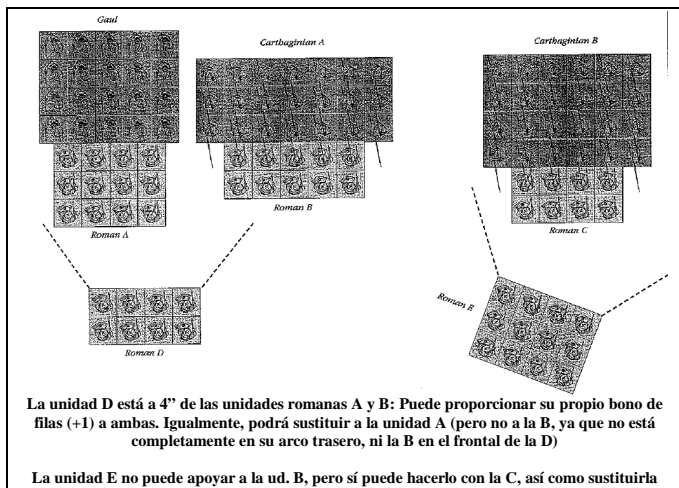 Gaul
Carthaginian A
Carthaginian B
Roman A
Roman B
Roman C
Roman D
Roman E
La unidad D está a 4” de las unidades romanas A y B: Puede proporcionar su propio bono de
filas (+1) a ambas. Igualmente, podrá sustituir a la unidad A (pero no a la B, ya que no está
completamente en su arco trasero, ni la B en el frontal de la D)
La unidad E no puede apoyar a la ud. B, pero sí puede hacerlo con la C, así como sustituirla